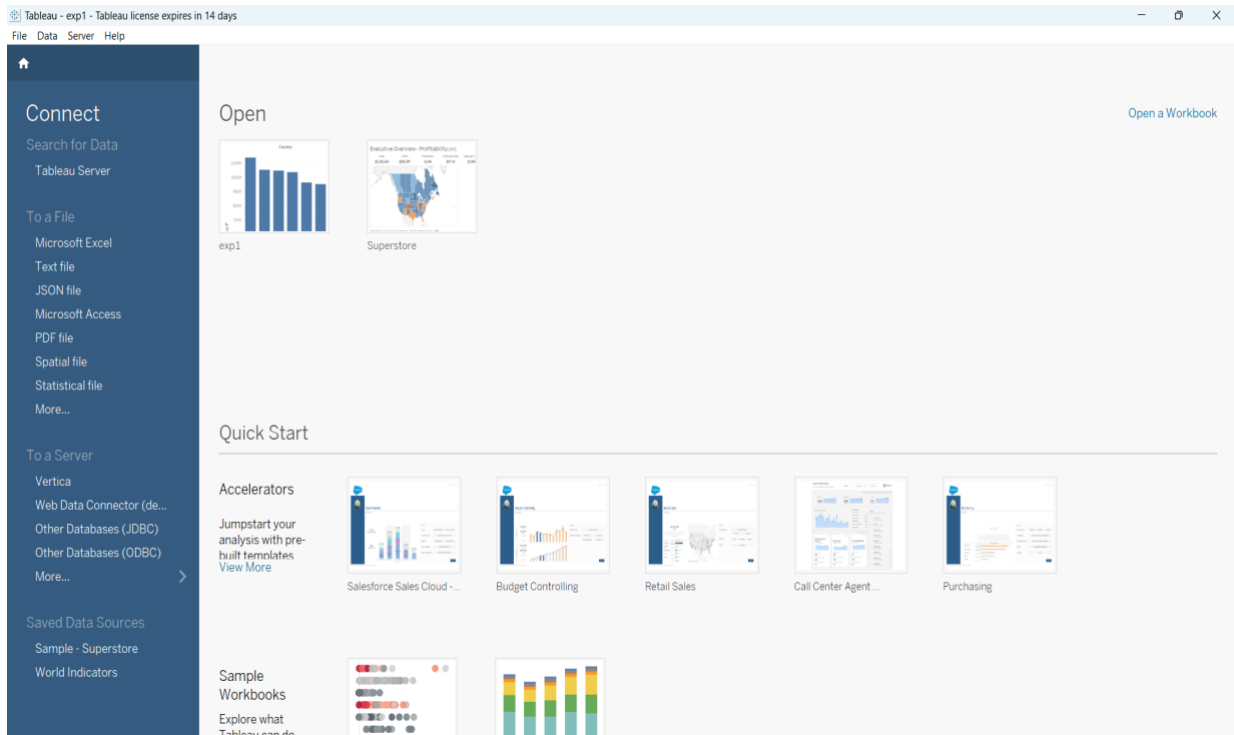 Tableau - exp1 - Tableau license expires in 14 days
File Data Server Help
Connect
Search for Data
Tableau Server
To a File
Microsoft Excel
Text file
JSON file
Microsoft Access
PDF file
Spatial file
Statistical file
More...
To a Server
Vertica
Web Data Connector (de...
Other Databases (JDBC)
Other Databases (ODBC)
More...
Saved Data Sources
Sample - Superstore
World Indicators
Open
Open a Workbook
Country
Executive Overview - Profitability
exp1
Superstore
Quick Start
Accelerators
Jumpstart your
analysis with pre-
built templates
View More
Salesforce Sales Cloud -...
Budget Controlling
Retail Sales
Call Center Agent ...
Purchasing
Sample
Workbooks
Explore what
Tableau can do